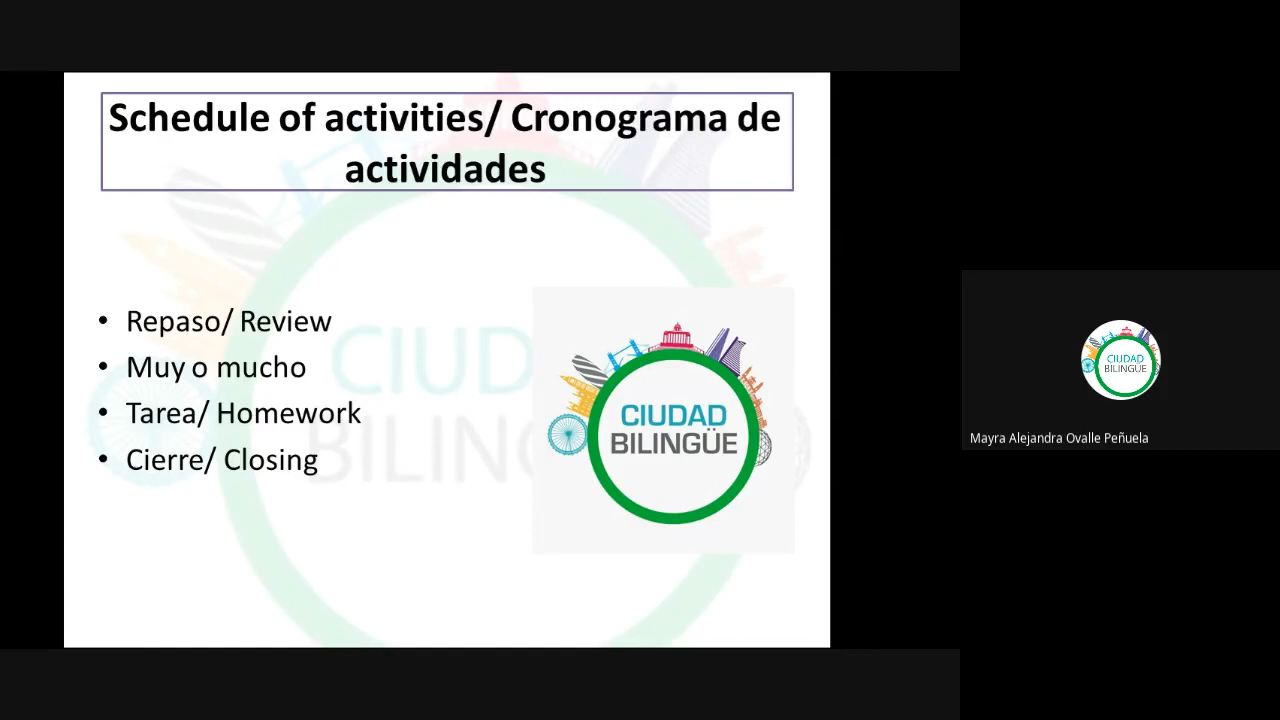 Schedule of activities/ Cronograma de
actividades
• Repaso/ Review
• Muy o mucho
• Tarea/ Homework
• Cierre/ Closing
CIUDAD
BILINGÜE
CIUDAD
BILINGÜE
Mayra Alejandra Ovalle Peñuela